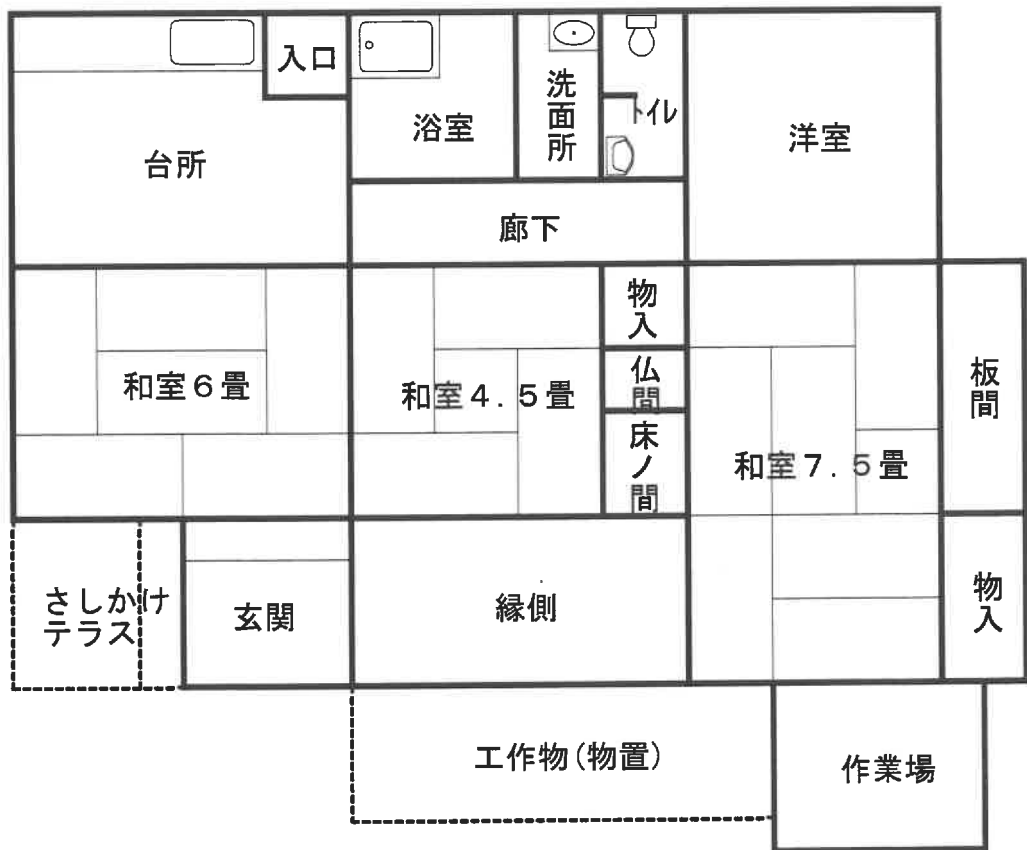 入口
浴室
洗面所
トイレ
洋室
台所
廊下
物入
仏間
床ノ間
和室6畳
和室4.5畳
和室7.5畳
板間
物入
さしかけ
テラス
玄関
縁側
工作物(物置)
作業場